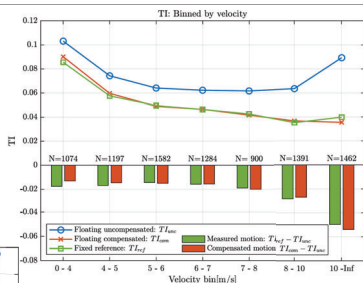 TI: Binned by velocity
0.12
0.1
0.08
0.06
0.04
0.02
0
-0.02
-0.04
-0.06
-0.08
TI
N=1074 N=1197 N=1582 N=1284 N= 900 N=1391 N=1462
Floating uncompensated: TIunc
Floating compensated: TIcom Measured motion: TIref − TIunc
Fixed reference: TIref Compensated motion TIcom − TIunc
0 - 4 4 - 5 5 - 6 6 - 7 7 - 8 8 - 10 10 -Inf
Velocity bin[m/s]